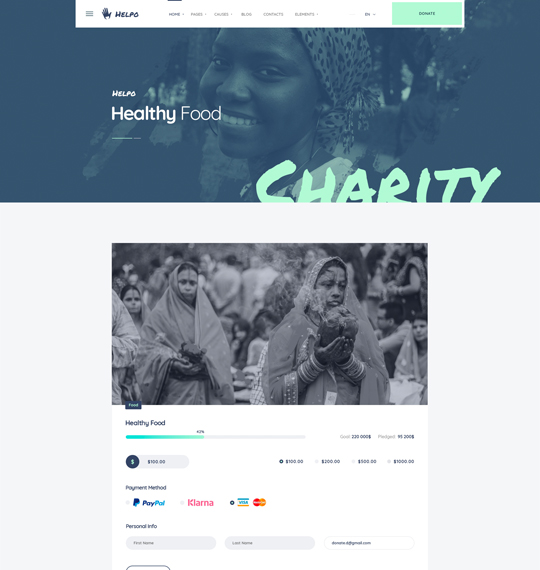 Helpo
HOME PAGES CAUSES BLOG CONTACTS ELEMENTS
EN
DONATE
Helpo
Healthy Food
CHARITY
Food
Healthy Food
43%
Goal: 220 000$ Pledged: 95 200$
$ $100.00
$100.00 $200.00 $500.00 $1000.00
Payment Method
PayPal Klarna VISA MasterCard
Personal Info
First Name Last Name donate.d@gmail.com